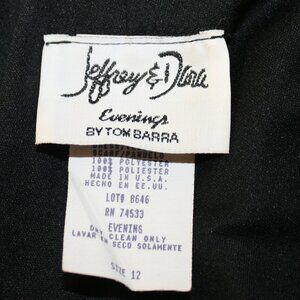 Jeffrey & Dara
Evenings
BY TOM BARRA
100% POLYESTER
100% POLYESTER
MADE IN U.S.A.
HECHO EN EE.UU.
LOT# 8646
RN 74533
EVENING
DRY CLEAN ONLY
LAVAR EN SECO SOLAMENTE
SIZE 12